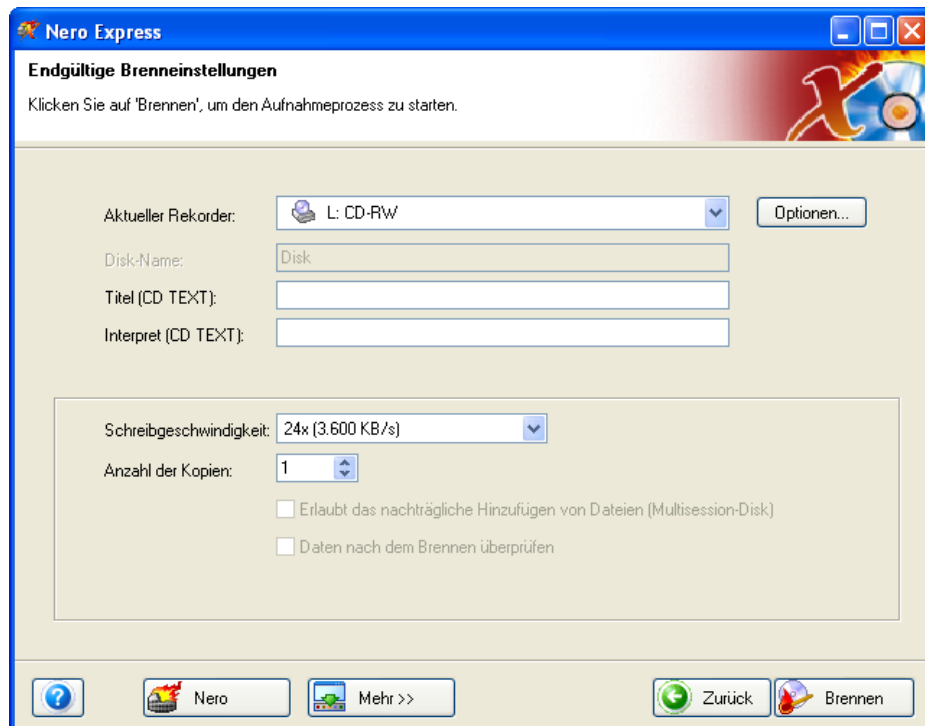 Nero Express
Endgültige Brenneinstellungen
Klicken Sie auf 'Brennen', um den Aufnahmeprozess zu starten.
Aktueller Rekorder: L: CD-RW Optionen...
Disk-Name: Disk
Titel (CD TEXT):
Interpret (CD TEXT):
Schreibgeschwindigkeit: 24x (3.600 KB/s)
Anzahl der Kopien: 1
Erlaubt das nachträgliche Hinzufügen von Dateien (Multisession-Disk)
Daten nach dem Brennen überprüfen
Nero Mehr >> Zurück Brennen